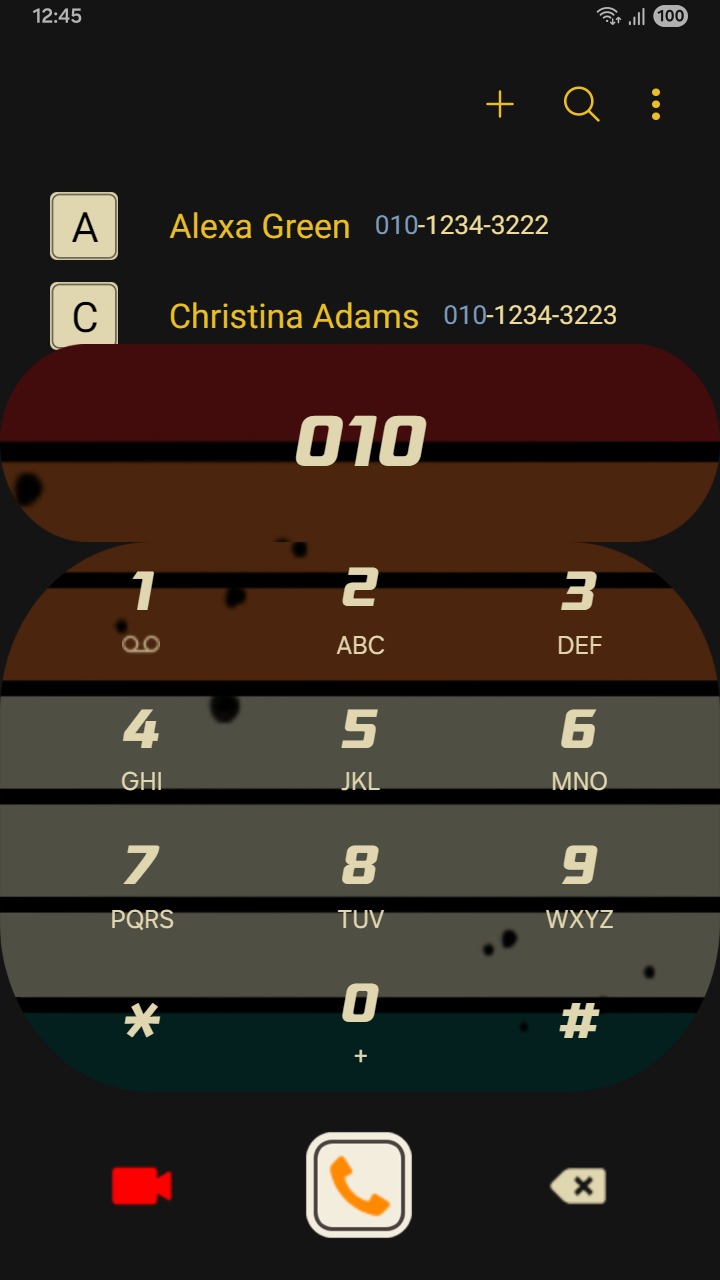 12:45 100
A Alexa Green 010-1234-3222
C Christina Adams 010-1234-3223
010
1 2 3
ABC DEF
4 5 6
GHI JKL MNO
7 8 9
PQRS TUV WXYZ
* 0 #
+